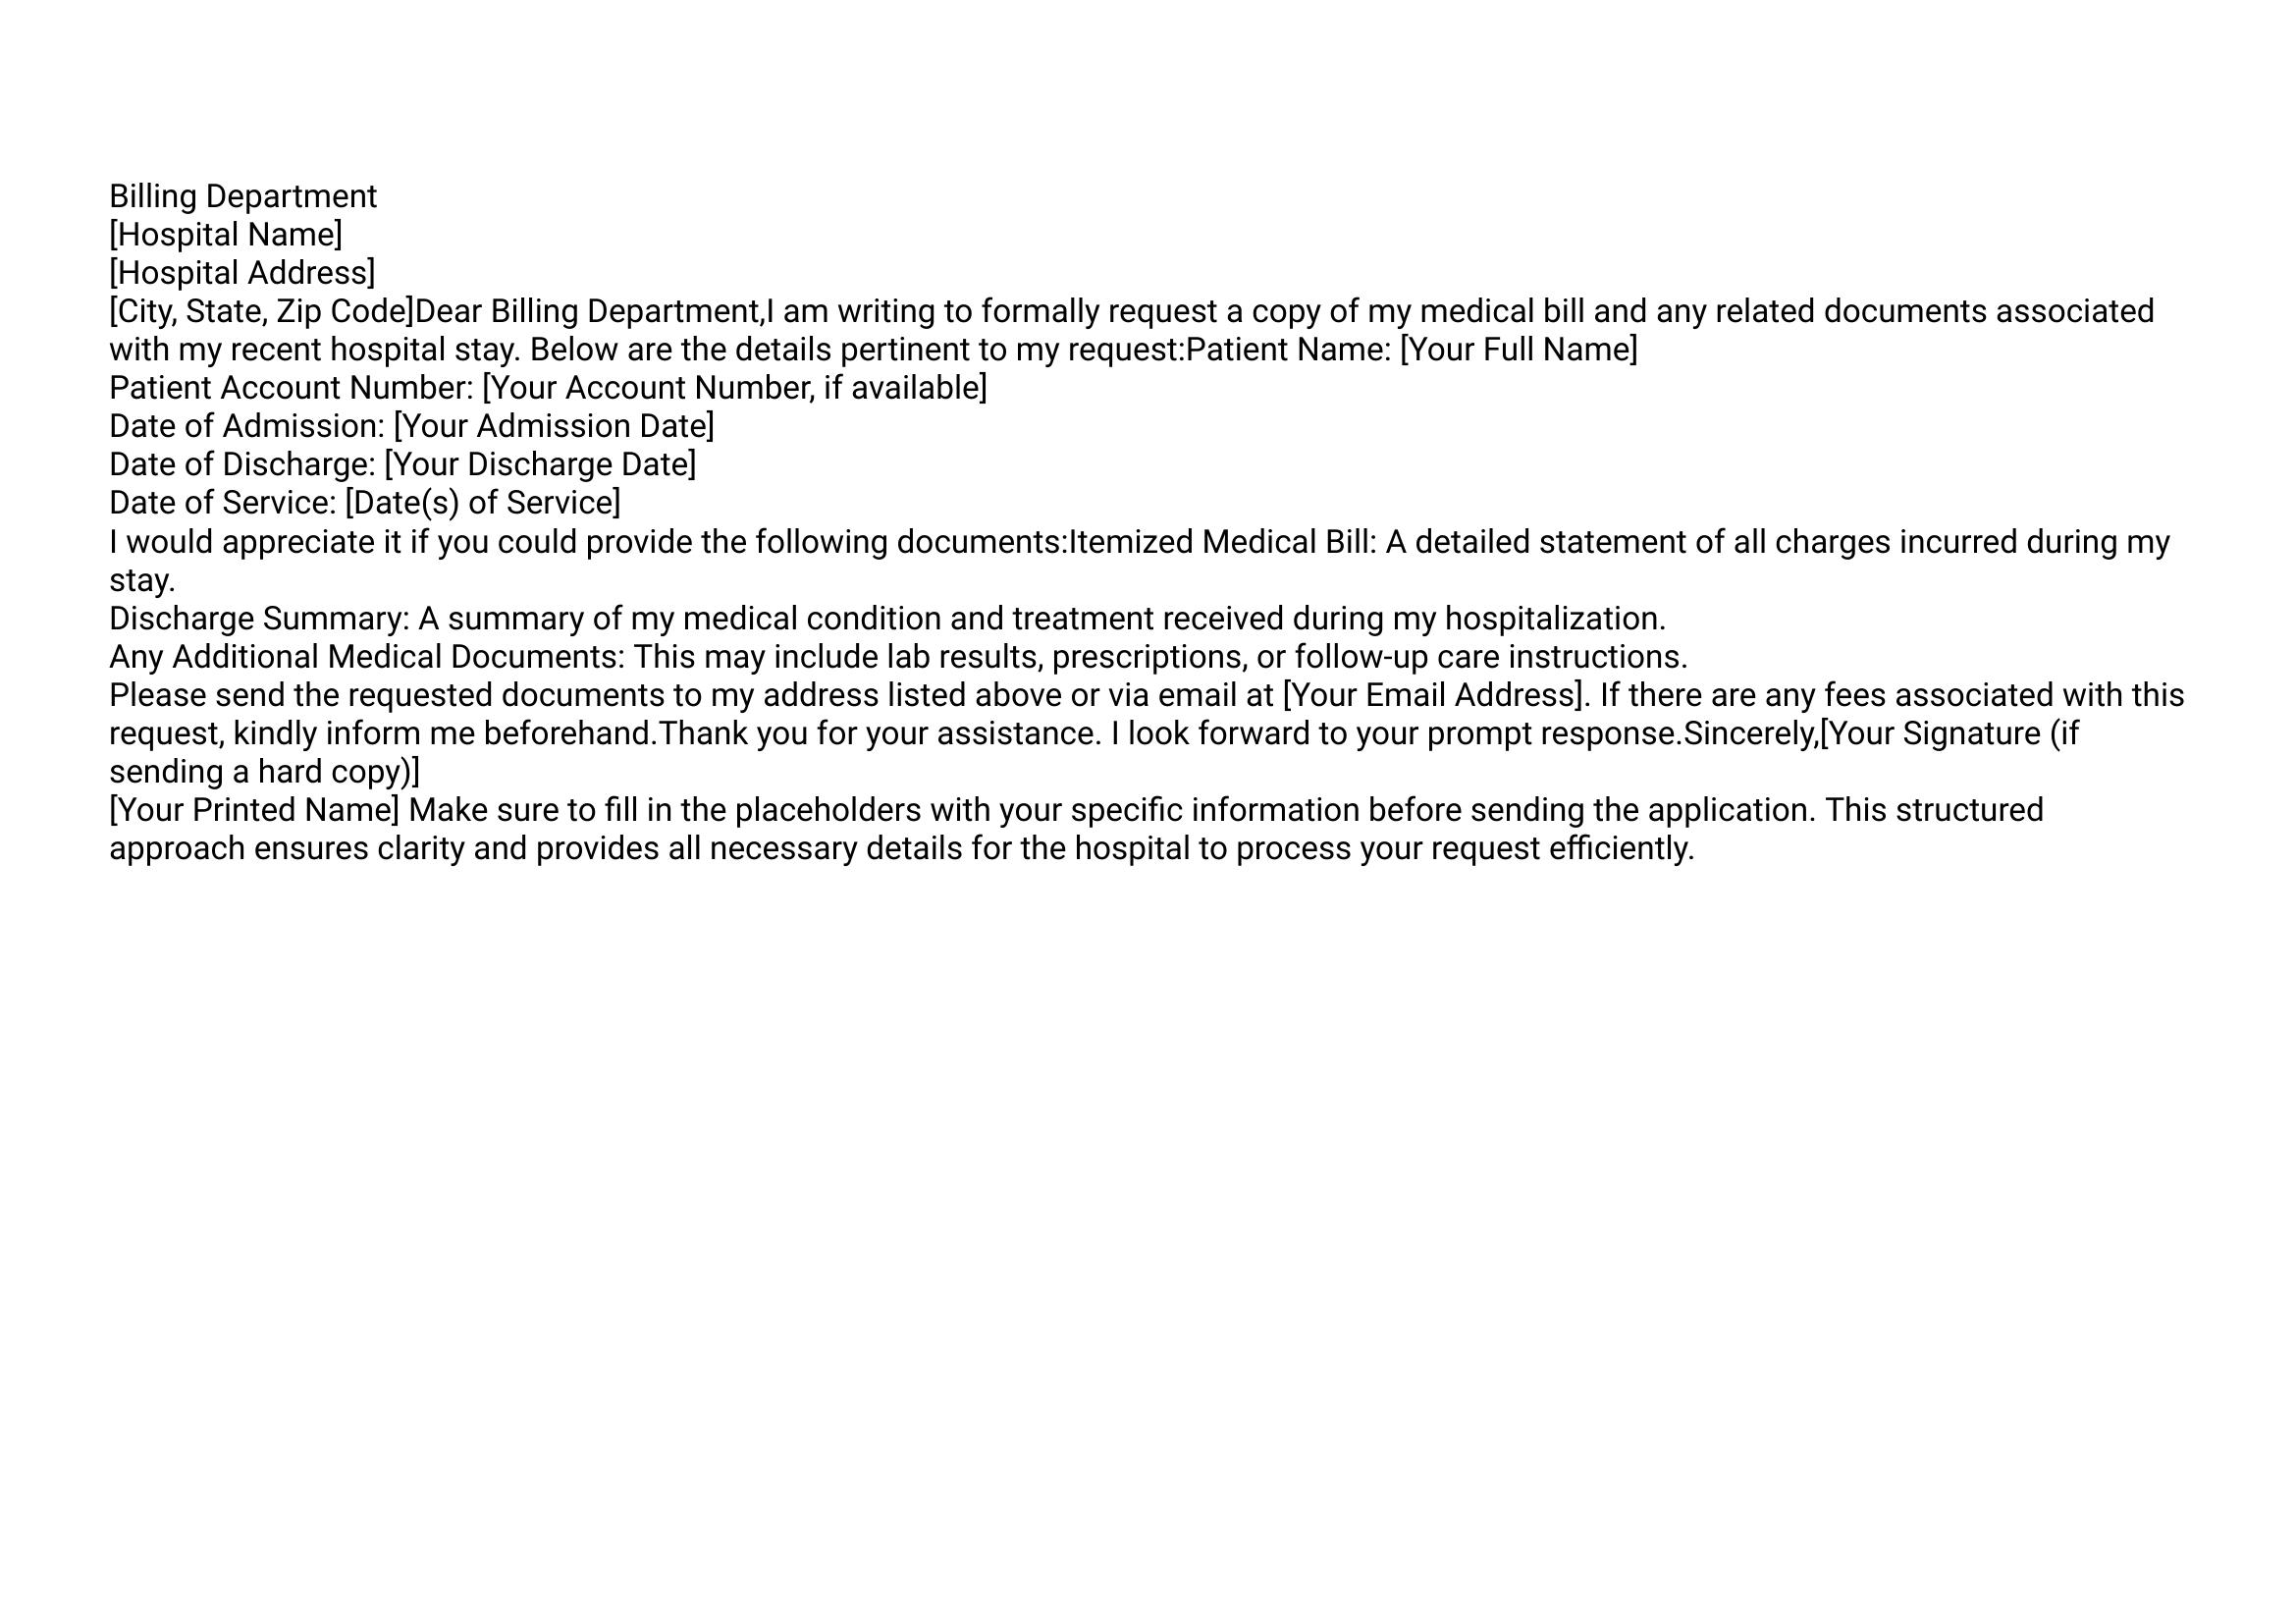 Billing Department
[Hospital Name]
[Hospital Address]
[City, State, Zip Code]Dear Billing Department,I am writing to formally request a copy of my medical bill and any related documents associated
with my recent hospital stay. Below are the details pertinent to my request:Patient Name: [Your Full Name]
Patient Account Number: [Your Account Number, if available]
Date of Admission: [Your Admission Date]
Date of Discharge: [Your Discharge Date]
Date of Service: [Date(s) of Service]
I would appreciate it if you could provide the following documents:Itemized Medical Bill: A detailed statement of all charges incurred during my
stay.
Discharge Summary: A summary of my medical condition and treatment received during my hospitalization.
Any Additional Medical Documents: This may include lab results, prescriptions, or follow-up care instructions.
Please send the requested documents to my address listed above or via email at [Your Email Address]. If there are any fees associated with this
request, kindly inform me beforehand.Thank you for your assistance. I look forward to your prompt response.Sincerely,[Your Signature (if
sending a hard copy)]
[Your Printed Name] Make sure to fill in the placeholders with your specific information before sending the application. This structured
approach ensures clarity and provides all necessary details for the hospital to process your request efficiently.